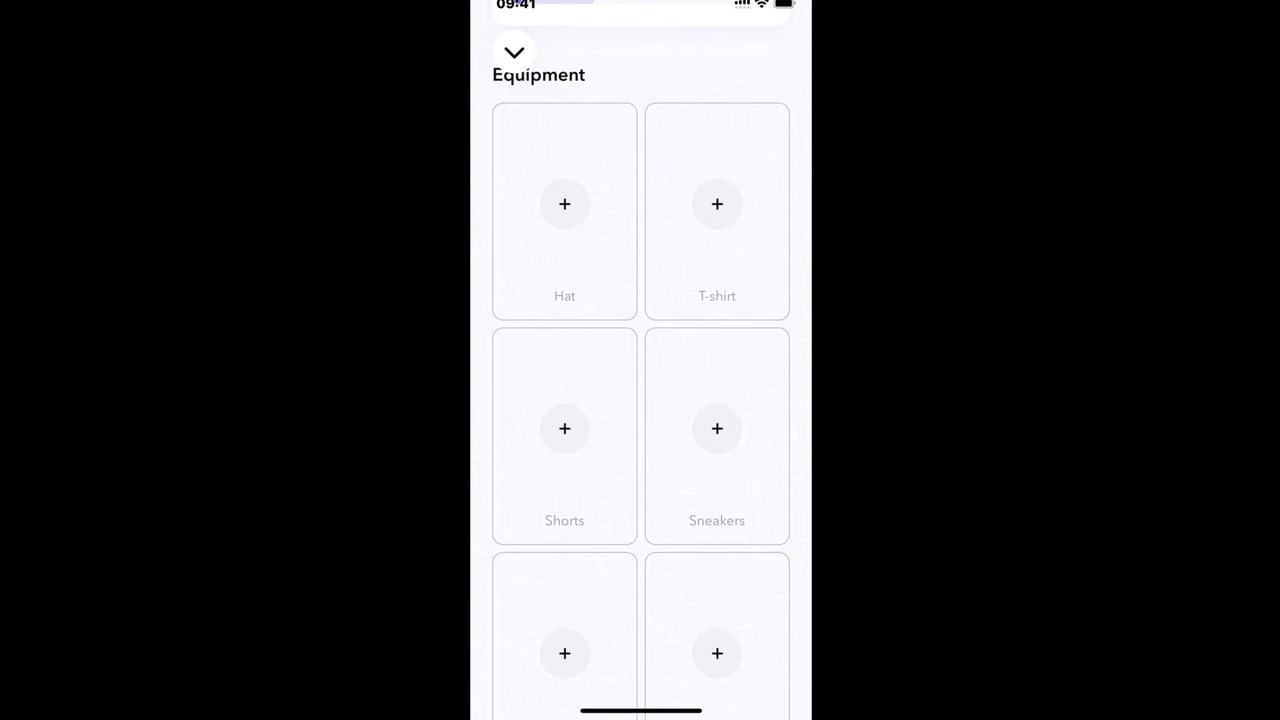 09:41
Equipment
+ +
Hat T-shirt
+ +
Shorts Sneakers
+ +